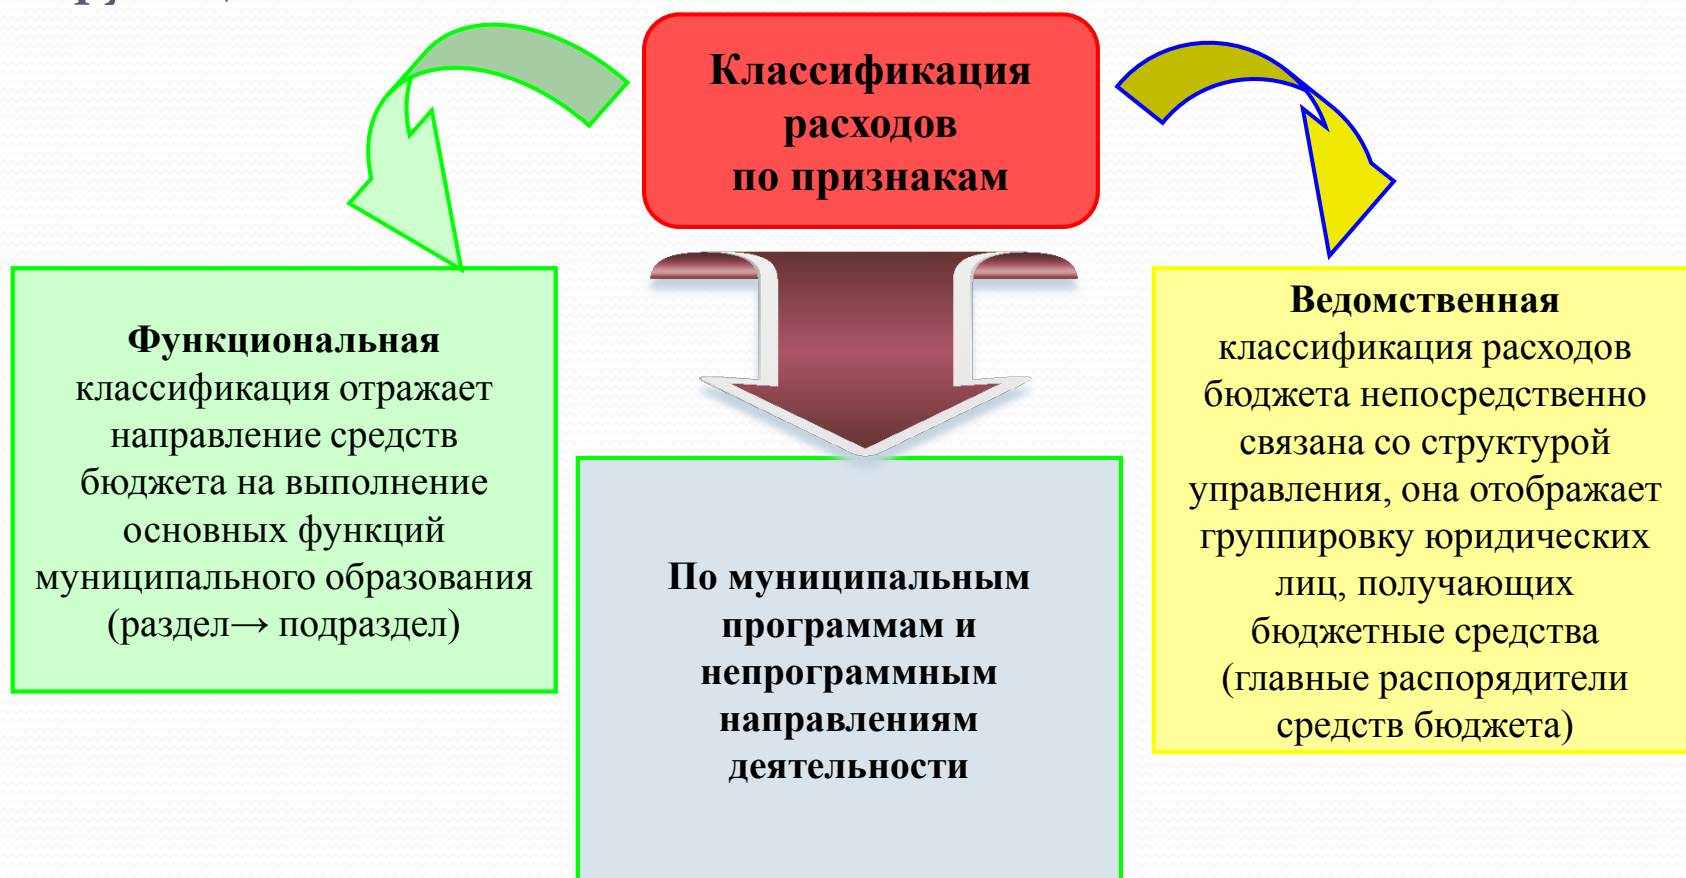 Классификация
расходов
по признакам
Функциональная
классификация отражает
направление средств
бюджета на выполнение
основных функций
муниципального образования
(раздел→ подраздел)
По муниципальным
программам и
непрограммным
направлениям
деятельности
Ведомственная
классификация расходов
бюджета непосредственно
связана со структурой
управления, она отображает
группировку юридических
лиц, получающих
бюджетные средства
(главные распорядители
средств бюджета)